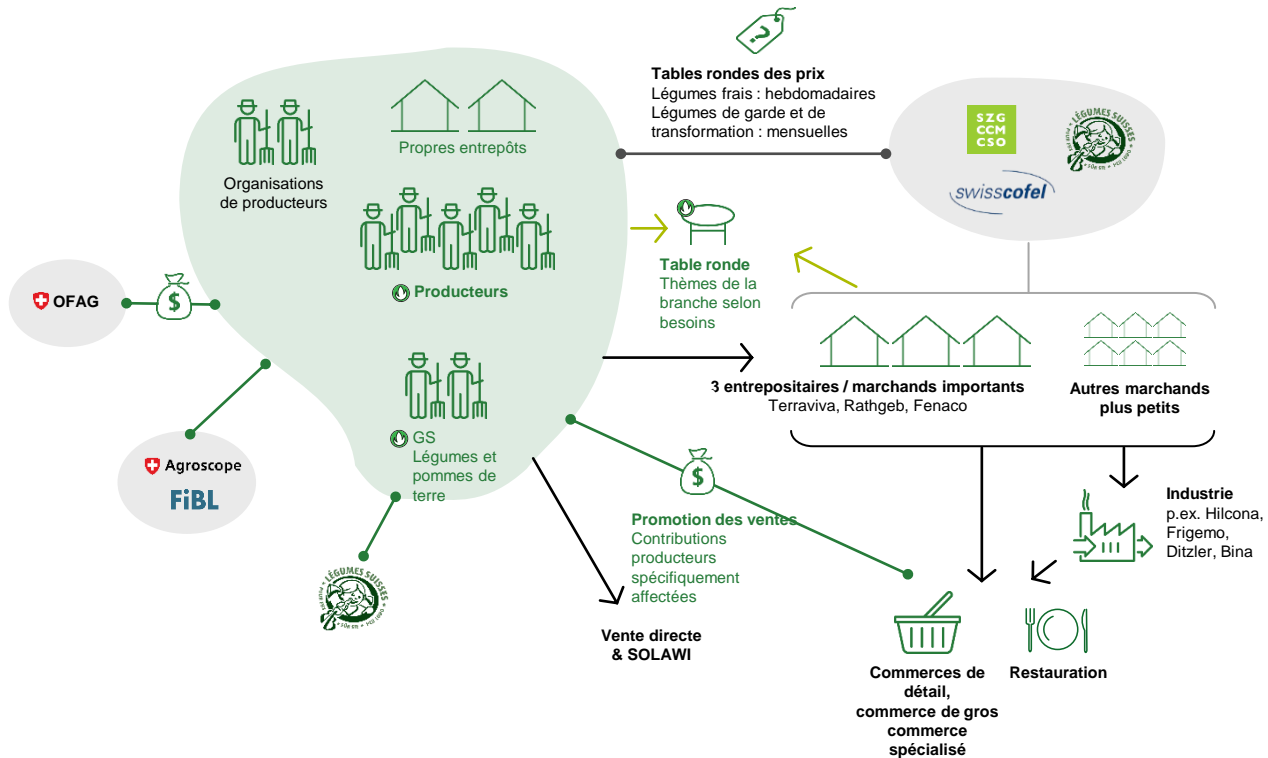 Tables rondes des prix
Légumes frais : hebdomadaires
Légumes de garde et de
transformation : mensuelles
?
SZG
CCM
CSO
LÉGUMES SUISSES
swisscofel
Organisations
de producteurs
Propres entrepôts
Producteurs
Table ronde
Thèmes de la
branche selon
besoins
OFAG
$
3 entrepositaires / marchands importants
Terraviva, Rathgeb, Fenaco
Autres marchands
plus petits
GS
Légumes et
pommes de
terre
Agroscope
FiBL
LÉGUMES SUISSES
$
Promotion des ventes
Contributions
producteurs
spécifiquement
affectées
Industrie
p.ex. Hilcona,
Frigemo,
Ditzler, Bina
Vente directe
& SOLAWI
Commerces de
détail,
commerce de gros
commerce
spécialisé
Restauration